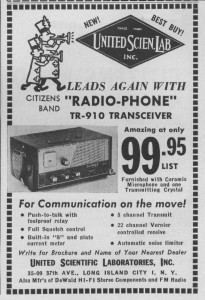 NEW!
BEST BUY!
UNITED SCIEN. LAB
INC.
LEADS AGAIN WITH
CITIZENS
BAND
"RADIO-PHONE"
TR-910 TRANSCEIVER
Amazing at only
99.95
LIST
Furnished with Ceramic
Microphone and one
Transmitting Crystal
For Communication on the move!
• Push-to-talk with
foolproof relay
• Full Squelch control
• Built-in "S" and plate
current meter
• 5 channel Transmit
• 22 channel Vernier
controlled receive
• Automatic noise limiter
Write for Brochure and Name of Your Nearest Dealer
UNITED SCIENTIFIC LABORATORIES, INC.
35-09 37th AVE., LONG ISLAND CITY 1, N. Y.
Also Mfr's of DeWald Hi-Fi Stereo Components and FM Radio